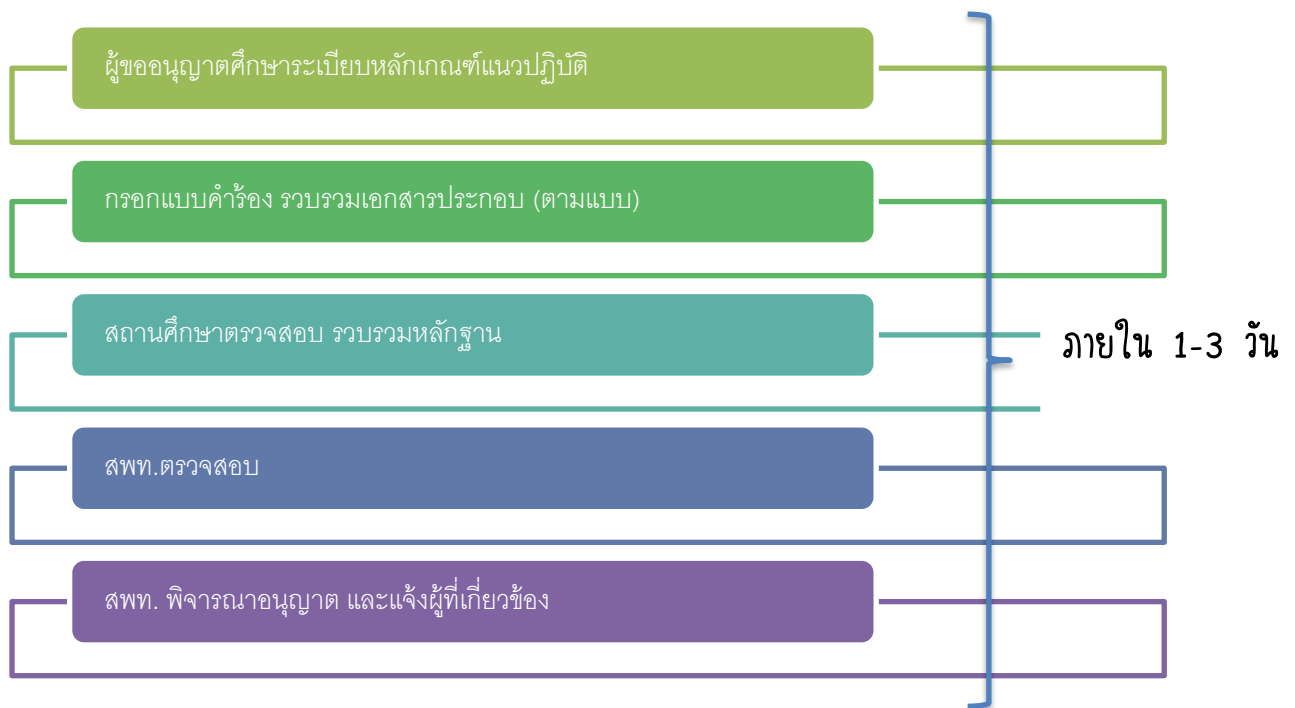 ผู้ขออนุญาตศึกษาระเบียบหลักเกณฑ์แนวปฏิบัติ
กรอกแบบคำร้อง รวบรวมเอกสารประกอบ (ตามแบบ)
สถานศึกษาตรวจสอบ รวบรวมหลักฐาน
ภายใน 1-3 วัน
สพท.ตรวจสอบ
สพท. พิจารณาอนุญาต และแจ้งผู้ที่เกี่ยวข้อง